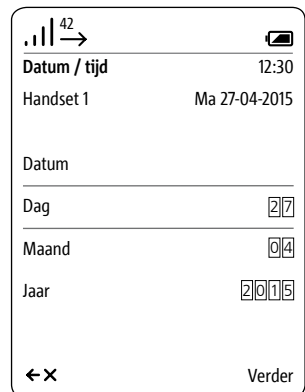 42
Datum / tijd 12:30
Handset 1 Ma 27-04-2015
Datum
Dag 27
Maand 04
Jaar 2015
Verder